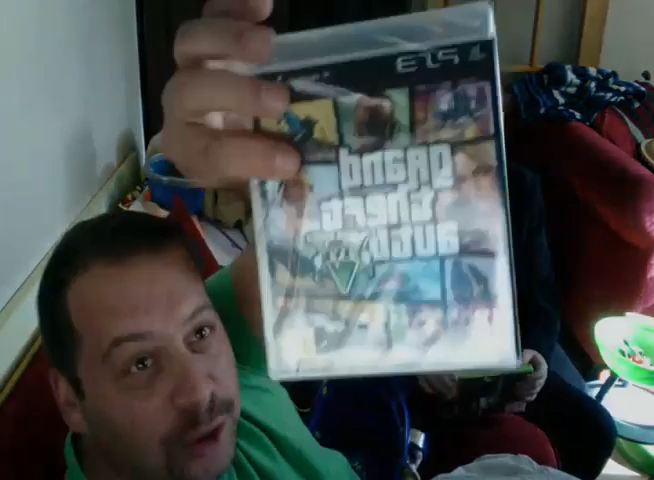 PS3
grand
theft
auto
V